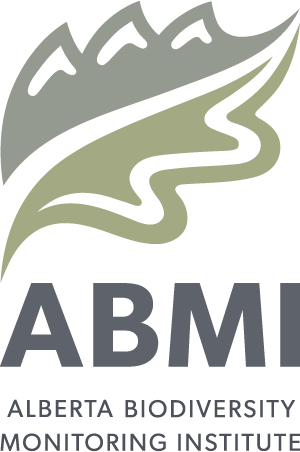 ABMI
ALBERTA BIODIVERSITY
MONITORING INSTITUTE